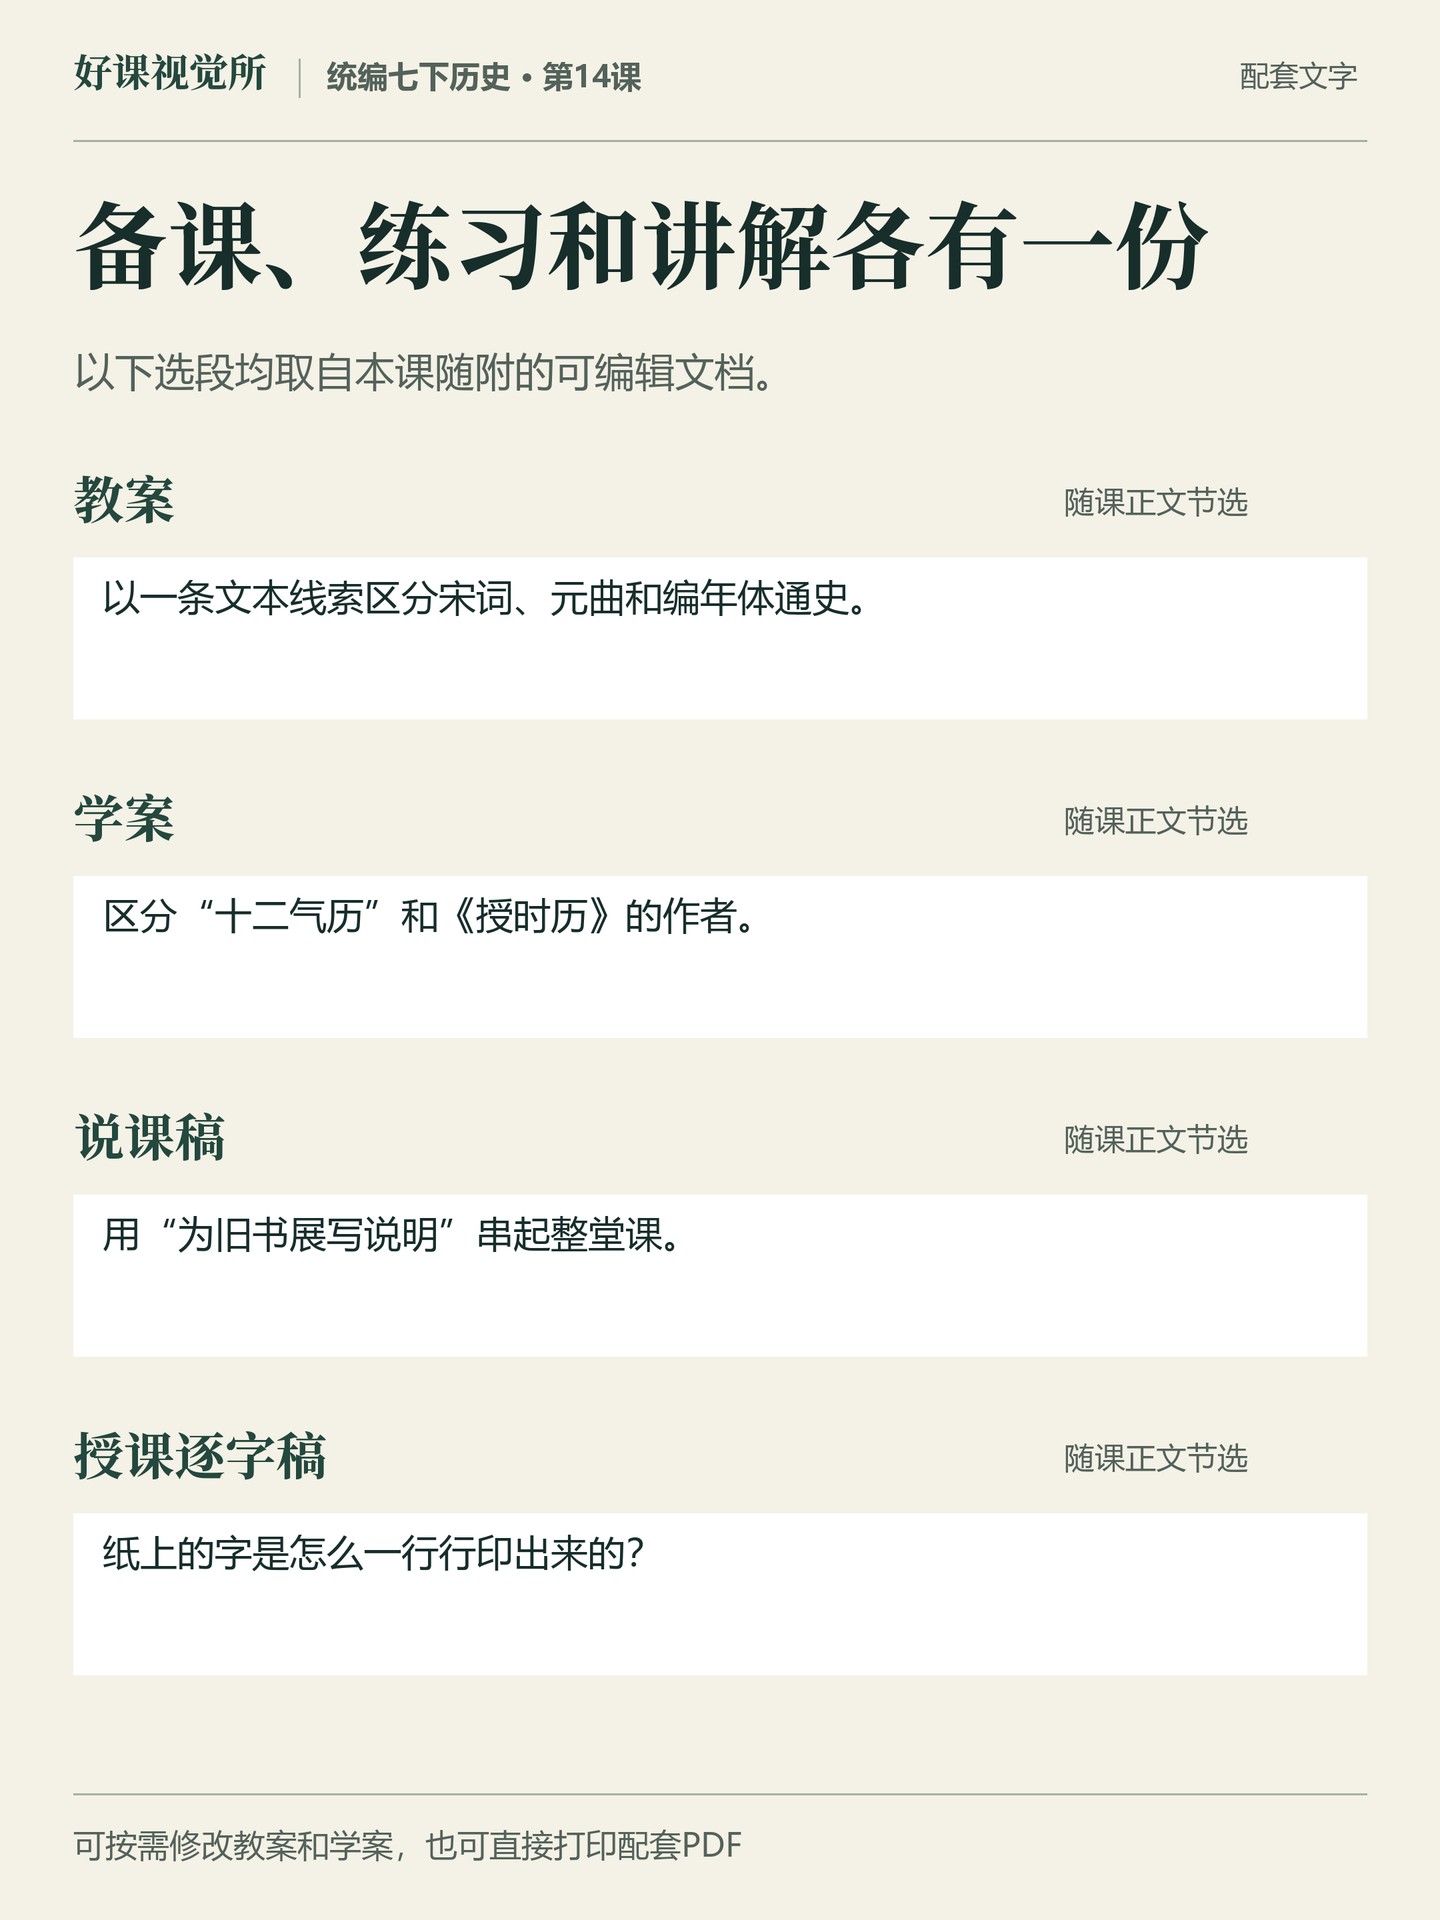 好课视觉所 统编七下历史·第14课 配套文字
备课、练习和讲解各有一份
以下选段均取自本课随附的可编辑文档。
教案 随课正文节选
以一条文本线索区分宋词、元曲和编年体通史。
学案 随课正文节选
区分“十二气历”和《授时历》的作者。
说课稿 随课正文节选
用“为旧书展写说明”串起整堂课。
授课逐字稿 随课正文节选
纸上的字是怎么一行行印出来的？
可按需修改教案和学案，也可直接打印配套PDF